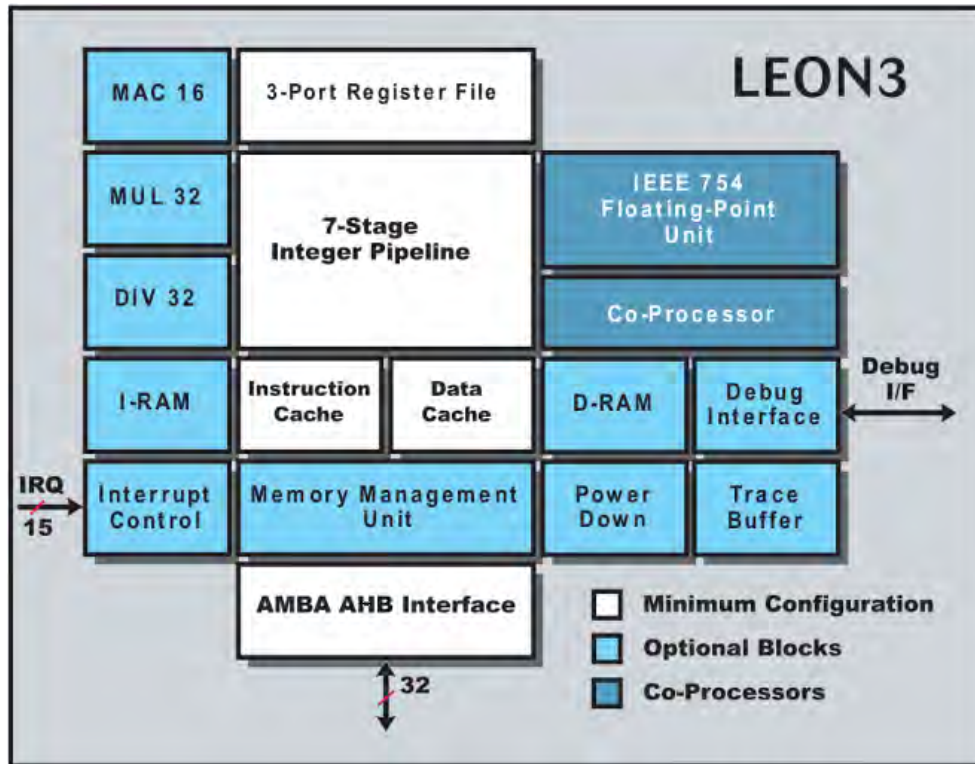 LEON3
MAC 16
3-Port Register File
MUL 32
7-Stage
Integer Pipeline
IEEE 754
Floating-Point
Unit
DIV 32
Co-Processor
I-RAM
Instruction
Cache
Data
Cache
D-RAM
Debug
Interface
Debug
I/F
IRQ
15
Interrupt
Control
Memory Management
Unit
Power
Down
Trace
Buffer
AMBA AHB Interface
32
Minimum Configuration
Optional Blocks
Co-Processors